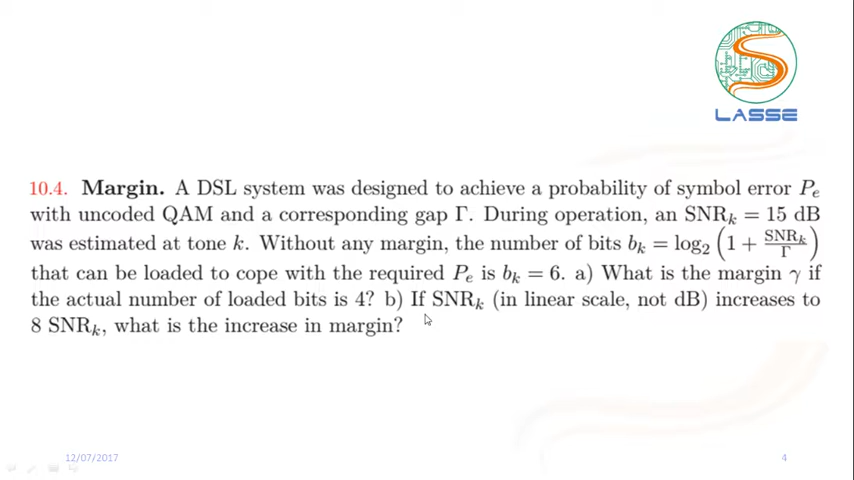 LASSE
10.4. Margin. A DSL system was designed to achieve a probability of symbol error Pₑ
with uncoded QAM and a corresponding gap Γ. During operation, an SNRₖ = 15 dB
was estimated at tone k. Without any margin, the number of bits bₖ = log₂ (1 + SNRₖ/Γ)
that can be loaded to cope with the required Pₑ is bₖ = 6. a) What is the margin γ if
the actual number of loaded bits is 4? b) If SNRₖ (in linear scale, not dB) increases to
8 SNRₖ, what is the increase in margin?
12/07/2017
4